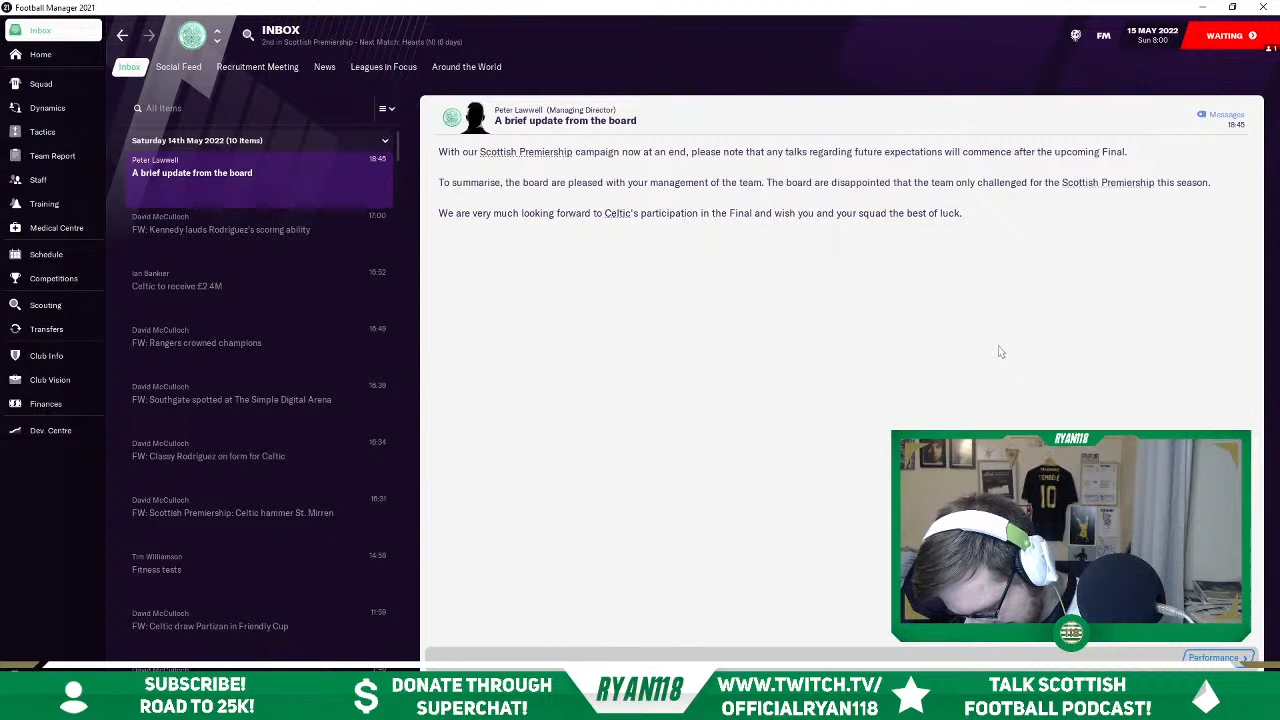 Football Manager 2021
Inbox
Home
Squad
Dynamics
Tactics
Team Report
Staff
Training
Medical Centre
Schedule
Competitions
Scouting
Transfers
Club Info
Club Vision
Finances
Dev. Centre
INBOX
2nd in Scottish Premiership - Next Match: Hearts (N) (6 days)
FM
15 MAY 2022
Sun 8:00
WAITING
1
Inbox
Social Feed
Recruitment Meeting
News
Leagues in Focus
Around the World
All Items
Saturday 14th May 2022 (10 items)
Peter Lawwell
18:45
A brief update from the board
David McCulloch
17:00
FW: Kennedy lauds Rodríguez's scoring ability
Ian Bankier
16:52
Celtic to receive £2.4M
David McCulloch
16:49
FW: Rangers crowned champions
David McCulloch
16:39
FW: Southgate spotted at The Simple Digital Arena
David McCulloch
16:34
FW: Classy Rodríguez on form for Celtic
David McCulloch
16:31
FW: Scottish Premiership: Celtic hammer St. Mirren
Tim Williamson
14:56
Fitness tests
David McCulloch
11:59
FW: Celtic draw Partizan in Friendly Cup
Peter Lawwell (Managing Director)
A brief update from the board
Messages
18:45
With our Scottish Premiership campaign now at an end, please note that any talks regarding future expectations will commence after the upcoming Final.
To summarise, the board are pleased with your management of the team. The board are disappointed that the team only challenged for the Scottish Premiership this season.
We are very much looking forward to Celtic's participation in the Final and wish you and your squad the best of luck.
RYAN118
10
118
Performance
SUBSCRIBE!
ROAD TO 25K!
DONATE THROUGH
SUPERCHAT!
RYAN118
WWW.TWITCH.TV/
OFFICIALRYAN118
TALK SCOTTISH
FOOTBALL PODCAST!